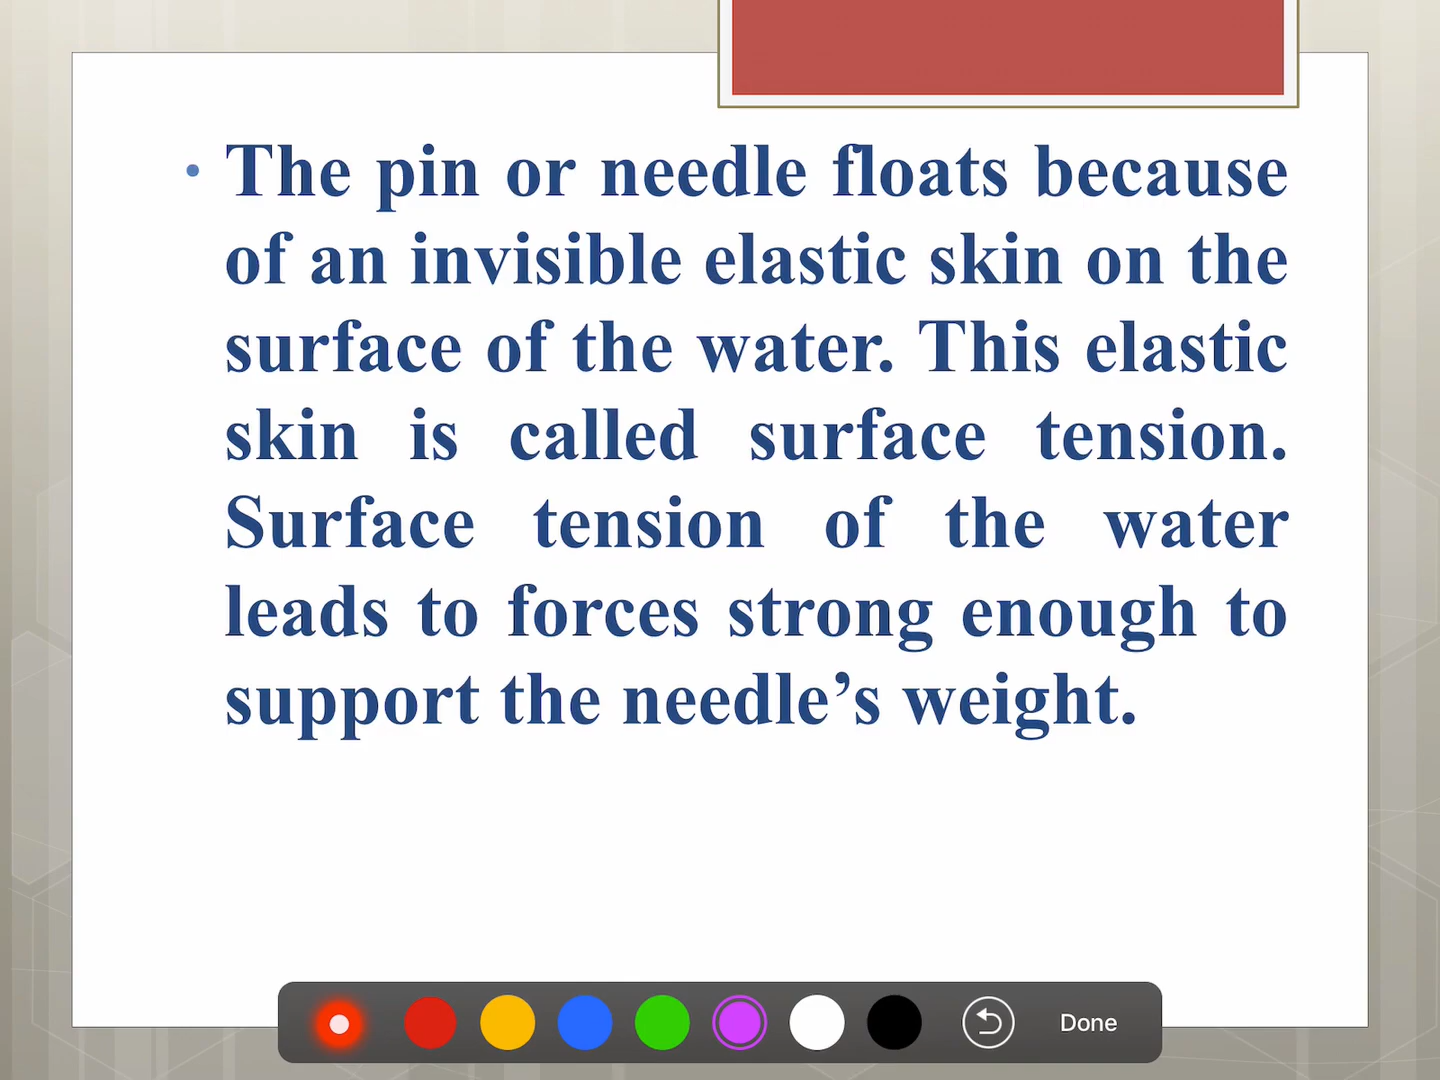 • The pin or needle floats because
of an invisible elastic skin on the
surface of the water. This elastic
skin is called surface tension.
Surface tension of the water
leads to forces strong enough to
support the needle’s weight.
Done